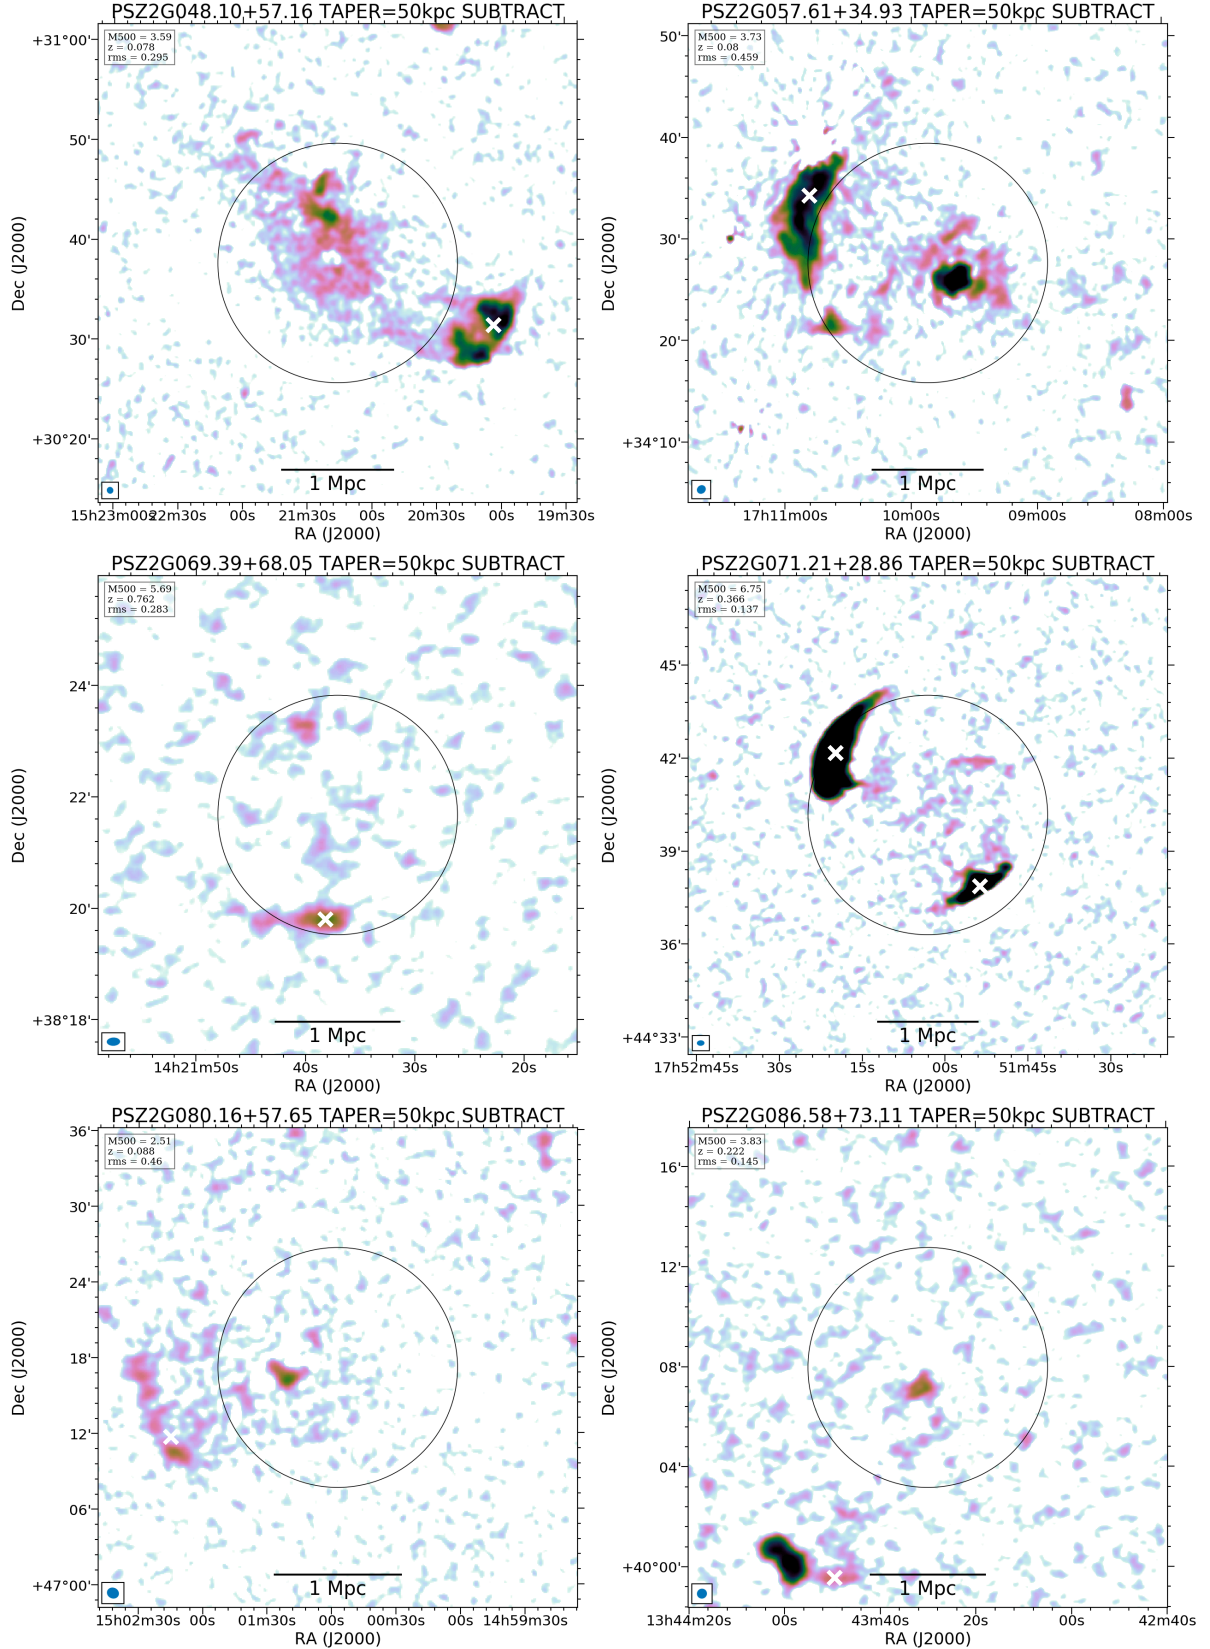 PSZ2G048.10+57.16 TAPER=50kpc SUBTRACT
M500 = 3.59
z = 0.078
rms = 0.295
+31°00'
50'
40'
30'
+30°20'
Dec (J2000)
1 Mpc
15h23m00s
22m30s
00s
21m30s
00s
20m30s
00s
19m30s
RA (J2000)
PSZ2G057.61+34.93 TAPER=50kpc SUBTRACT
M500 = 3.73
z = 0.08
rms = 0.459
50'
40'
30'
20'
+34°10'
Dec (J2000)
1 Mpc
17h11m00s
10m00s
09m00s
08m00s
RA (J2000)
PSZ2G069.39+68.05 TAPER=50kpc SUBTRACT
M500 = 5.69
z = 0.762
rms = 0.283
24'
22'
20'
+38°18'
Dec (J2000)
1 Mpc
14h21m50s
40s
30s
20s
RA (J2000)
PSZ2G071.21+28.86 TAPER=50kpc SUBTRACT
M500 = 6.75
z = 0.366
rms = 0.137
45'
42'
39'
36'
+44°33'
Dec (J2000)
1 Mpc
17h52m45s
30s
15s
00s
51m45s
30s
RA (J2000)
PSZ2G080.16+57.65 TAPER=50kpc SUBTRACT
M500 = 2.51
z = 0.088
rms = 0.46
36'
30'
24'
18'
12'
06'
+47°00'
Dec (J2000)
1 Mpc
15h02m30s
00s
01m30s
00s
00m30s
00s
14h59m30s
RA (J2000)
PSZ2G086.58+73.11 TAPER=50kpc SUBTRACT
M500 = 3.83
z = 0.222
rms = 0.145
16'
12'
08'
04'
+40°00'
Dec (J2000)
1 Mpc
13h44m20s
00s
43m40s
20s
00s
42m40s
RA (J2000)